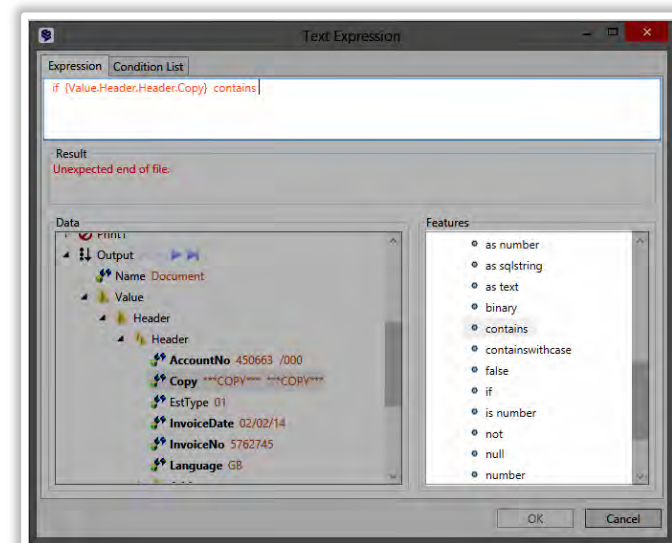 Text Expression
Expression Condition List
if {Value.Header.Header.Copy} contains
Result
Unexpected end of file.
Data
Print1
Output
Name Document
Value
Header
Header
AccountNo 450663 /000
Copy ***COPY*** ***COPY***
EstType 01
InvoiceDate 02/02/14
InvoiceNo 5762745
Language GB
Features
as number
as sqlstring
as text
binary
contains
containswithcase
false
if
is number
not
null
number
OK Cancel